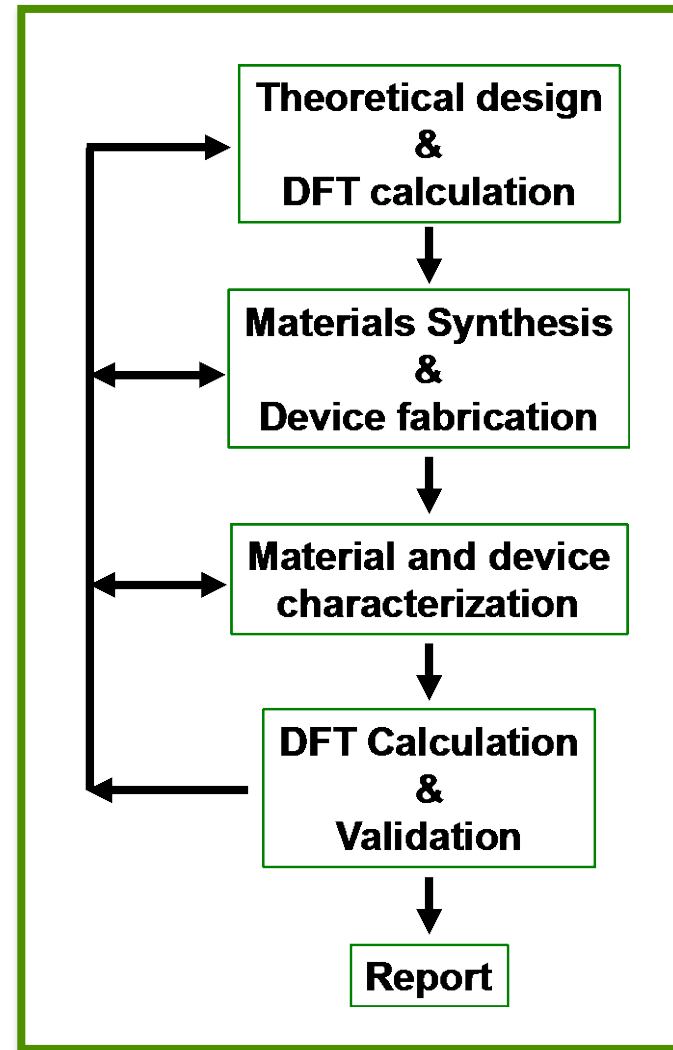 Theoretical design
&
DFT calculation
Materials Synthesis
&
Device fabrication
Material and device
characterization
DFT Calculation
&
Validation
Report